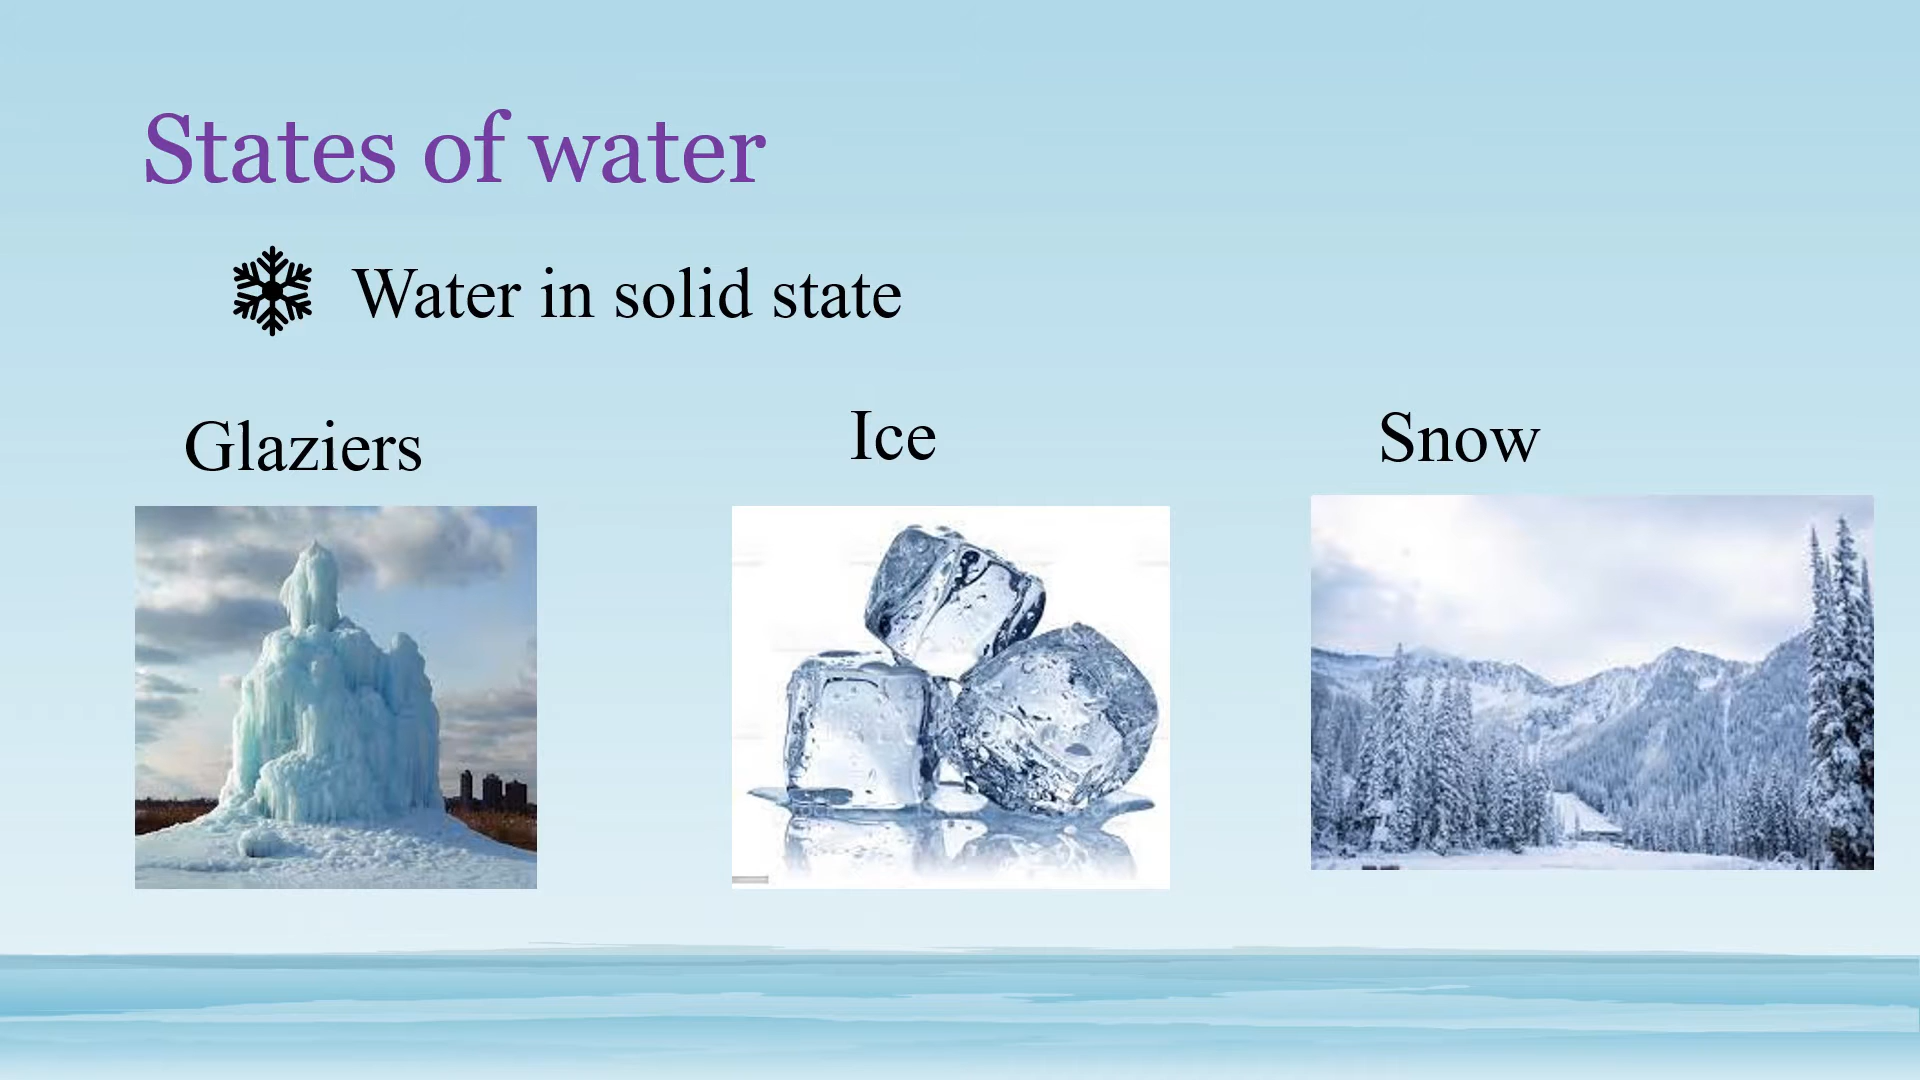 States of water
Water in solid state
Glaziers
Ice
Snow